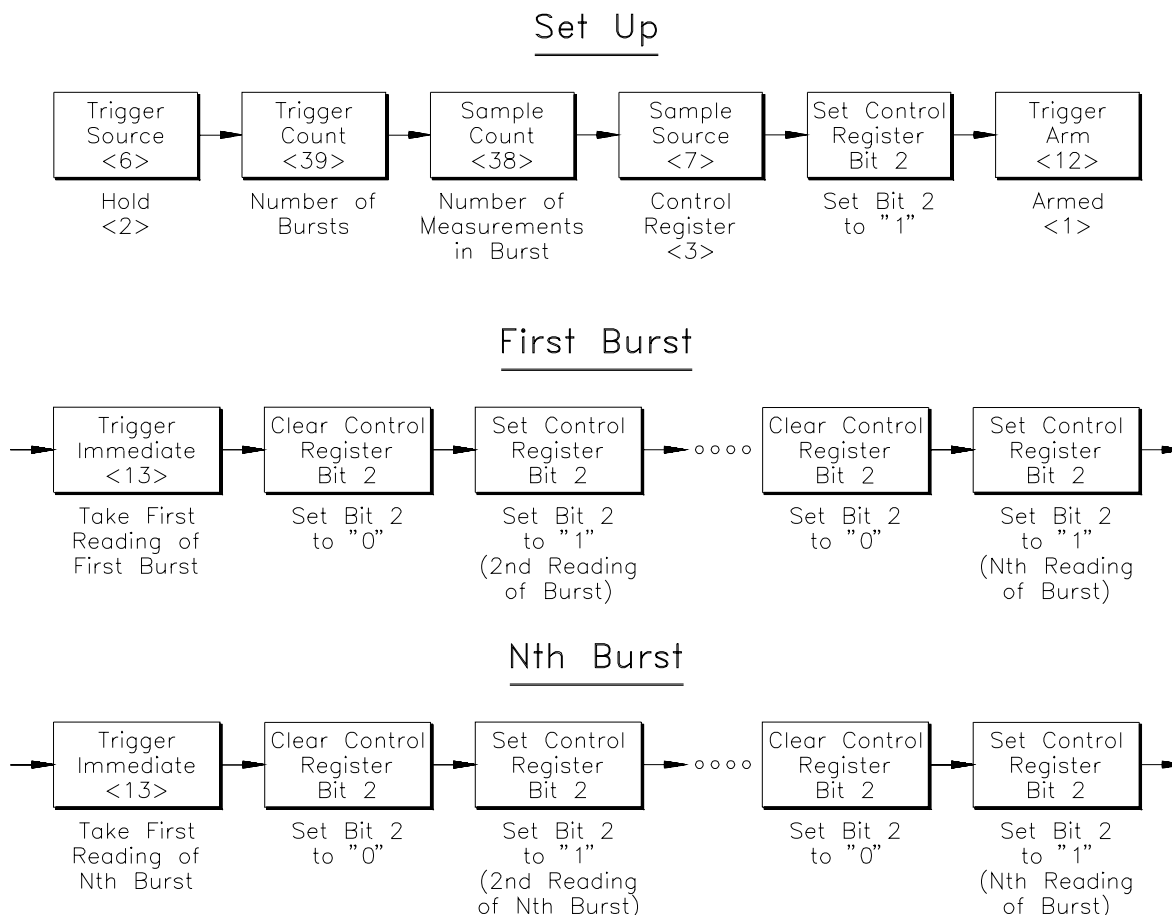 Set Up
Trigger
Source
<6>
Hold
<2>
Trigger
Count
<39>
Number of
Bursts
Sample
Count
<38>
Number of
Measurements
in Burst
Sample
Source
<7>
Control
Register
<3>
Set Control
Register
Bit 2
Set Bit 2
to "1"
Trigger
Arm
<12>
Armed
<1>
First Burst
Trigger
Immediate
<13>
Take First
Reading of
First Burst
Clear Control
Register
Bit 2
Set Bit 2
to "0"
Set Control
Register
Bit 2
Set Bit 2
to "1"
(2nd Reading
of Burst)
Clear Control
Register
Bit 2
Set Bit 2
to "0"
Set Control
Register
Bit 2
Set Bit 2
to "1"
(Nth Reading
of Burst)
Nth Burst
Trigger
Immediate
<13>
Take First
Reading of
Nth Burst
Clear Control
Register
Bit 2
Set Bit 2
to "0"
Set Control
Register
Bit 2
Set Bit 2
to "1"
(2nd Reading
of Nth Burst)
Clear Control
Register
Bit 2
Set Bit 2
to "0"
Set Control
Register
Bit 2
Set Bit 2
to "1"
(Nth Reading
of Burst)